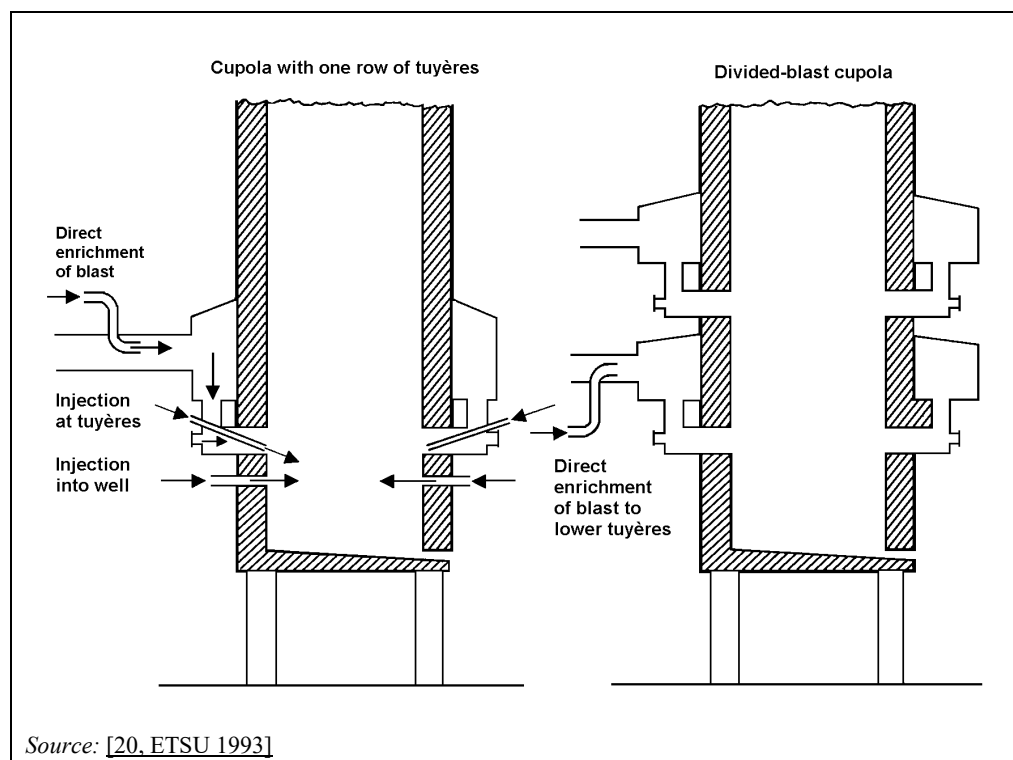 Cupola with one row of tuyères
Divided-blast cupola
Direct
enrichment
of blast
Injection
at tuyères
Injection
into well
Direct
enrichment
of blast to
lower tuyères
Source: [20, ETSU 1993]